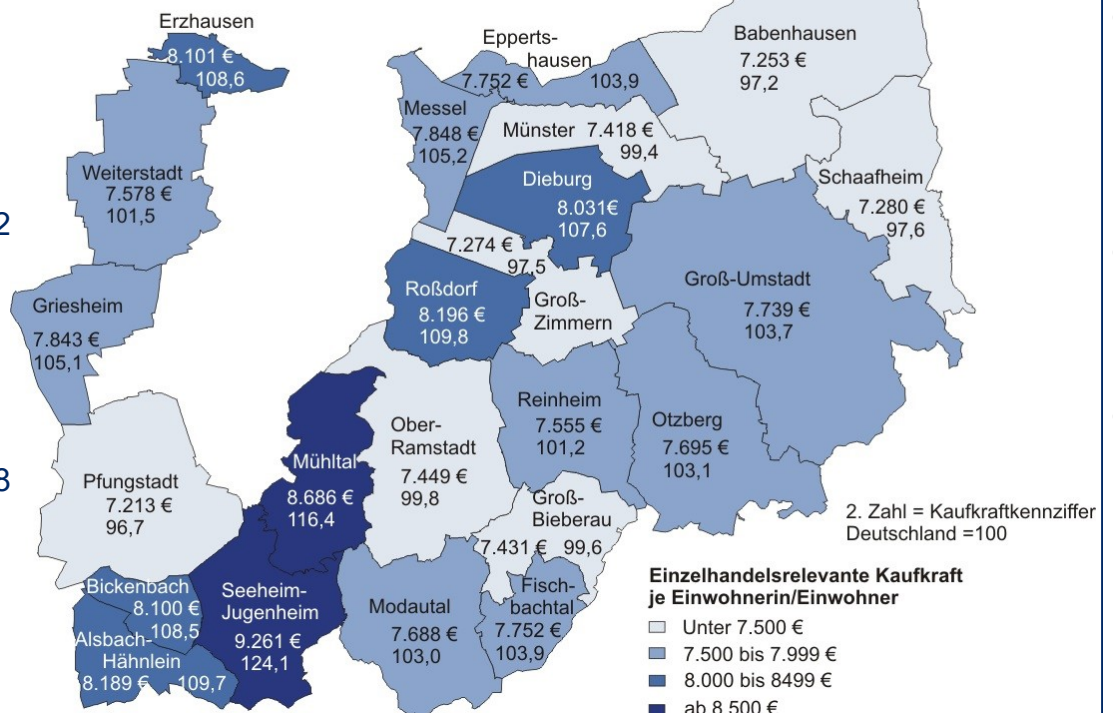 Erzhausen
8.101 €
108,6
Weiterstadt
7.578 €
101,5
2
Griesheim
7.843 €
105,1
Pfungstadt
7.213 €
96,7
8
Bickenbach
8.100 €
108,5
Alsbach-
Hähnlein
8.189 € 109,7
Seeheim-
Jugenheim
9.261 €
124,1
Mühltal
8.686 €
116,4
Messel
7.848 €
105,2
Epperts-
hausen
7.752 € 103,9
Babenhausen
7.253 €
97,2
Münster 7.418 €
99,4
Dieburg
8.031€
107,6
Schaafheim
7.280 €
97,6
7.274 €
97,5
Groß-
Zimmern
Roßdorf
8.196 €
109,8
Groß-Umstadt
7.739 €
103,7
Ober-
Ramstadt
7.449 €
99,8
Reinheim
7.555 €
101,2
Otzberg
7.695 €
103,1
Groß-
Bieberau
7.431 € 99,6
Modautal
7.688 €
103,0
Fisch-
bachtal
7.752 €
103,9
2. Zahl = Kaufkraftkennziffer
Deutschland =100
Einzelhandelsrelevante Kaufkraft
je Einwohnerin/Einwohner
Unter 7.500 €
7.500 bis 7.999 €
8.000 bis 8499 €
ab 8.500 €